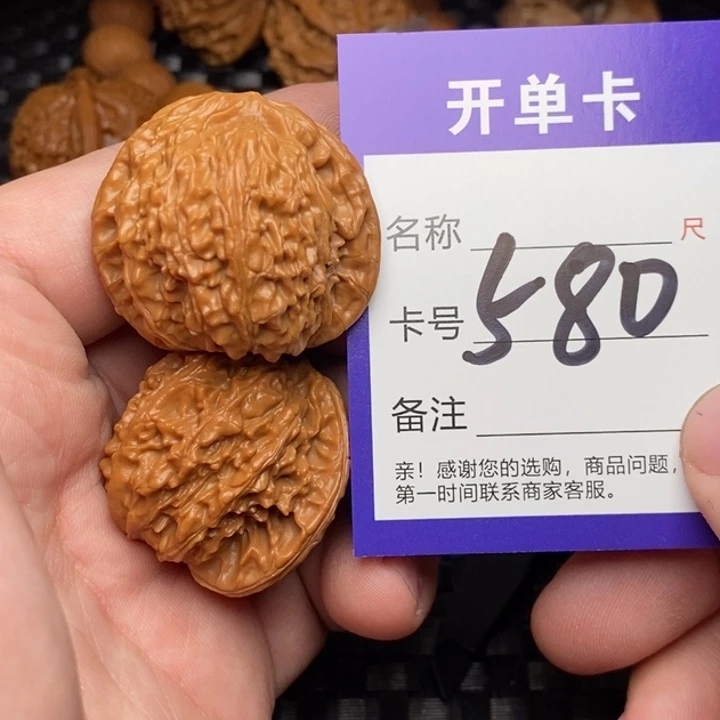 开单卡
名称 尺
卡号 580
备注
亲！感谢您的选购，商品问题，
第一时间联系商家客服。